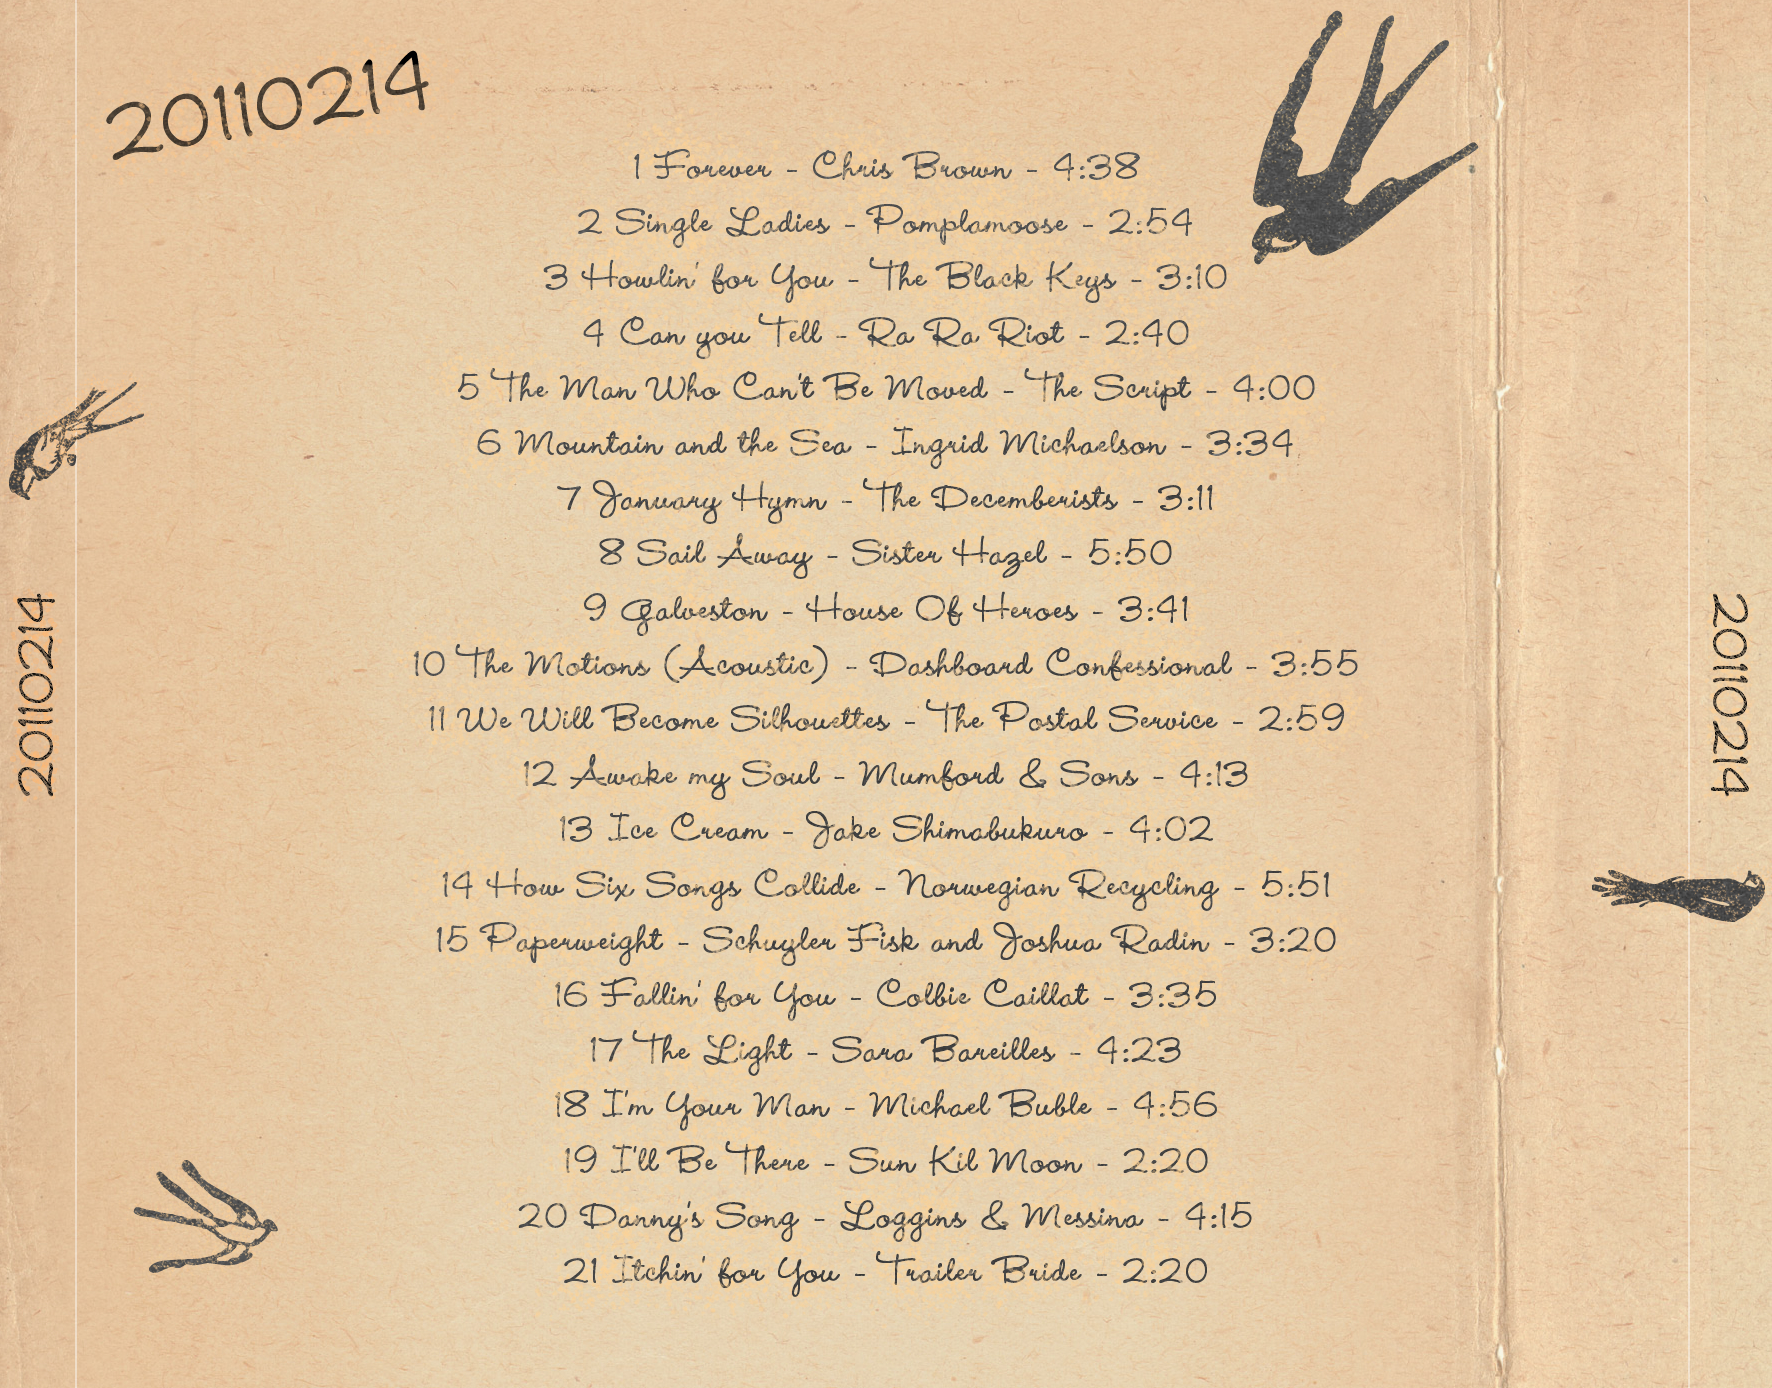 20110214
1 Forever - Chris Brown - 4:38
2 Single Ladies - Pomplamoose - 2:54
3 Howlin' for You - The Black Keys - 3:10
4 Can you Tell - Ra Ra Riot - 2:40
5 The Man Who Can't Be Moved - The Script - 4:00
6 Mountain and the Sea - Ingrid Michaelson - 3:34
7 January Hymn - The Decemberists - 3:11
8 Sail Away - Sister Hazel - 5:50
9 Galveston - House Of Heroes - 3:41
10 The Motions (Acoustic) - Dashboard Confessional - 3:55
11 We Will Become Silhouettes - The Postal Service - 2:59
12 Awake my Soul - Mumford & Sons - 4:13
13 Ice Cream - Jake Shimabukuro - 4:02
14 How Six Songs Collide - Norwegian Recycling - 5:51
15 Paperweight - Schuyler Fisk and Joshua Radin - 3:20
16 Fallin' for You - Colbie Caillat - 3:35
17 The Light - Sara Bareilles - 4:23
18 I'm Your Man - Michael Buble - 4:56
19 I'll Be There - Sun Kil Moon - 2:20
20 Danny's Song - Loggins & Messina - 4:15
21 Itchin' for You - Trailer Bride - 2:20
20110214
20110214